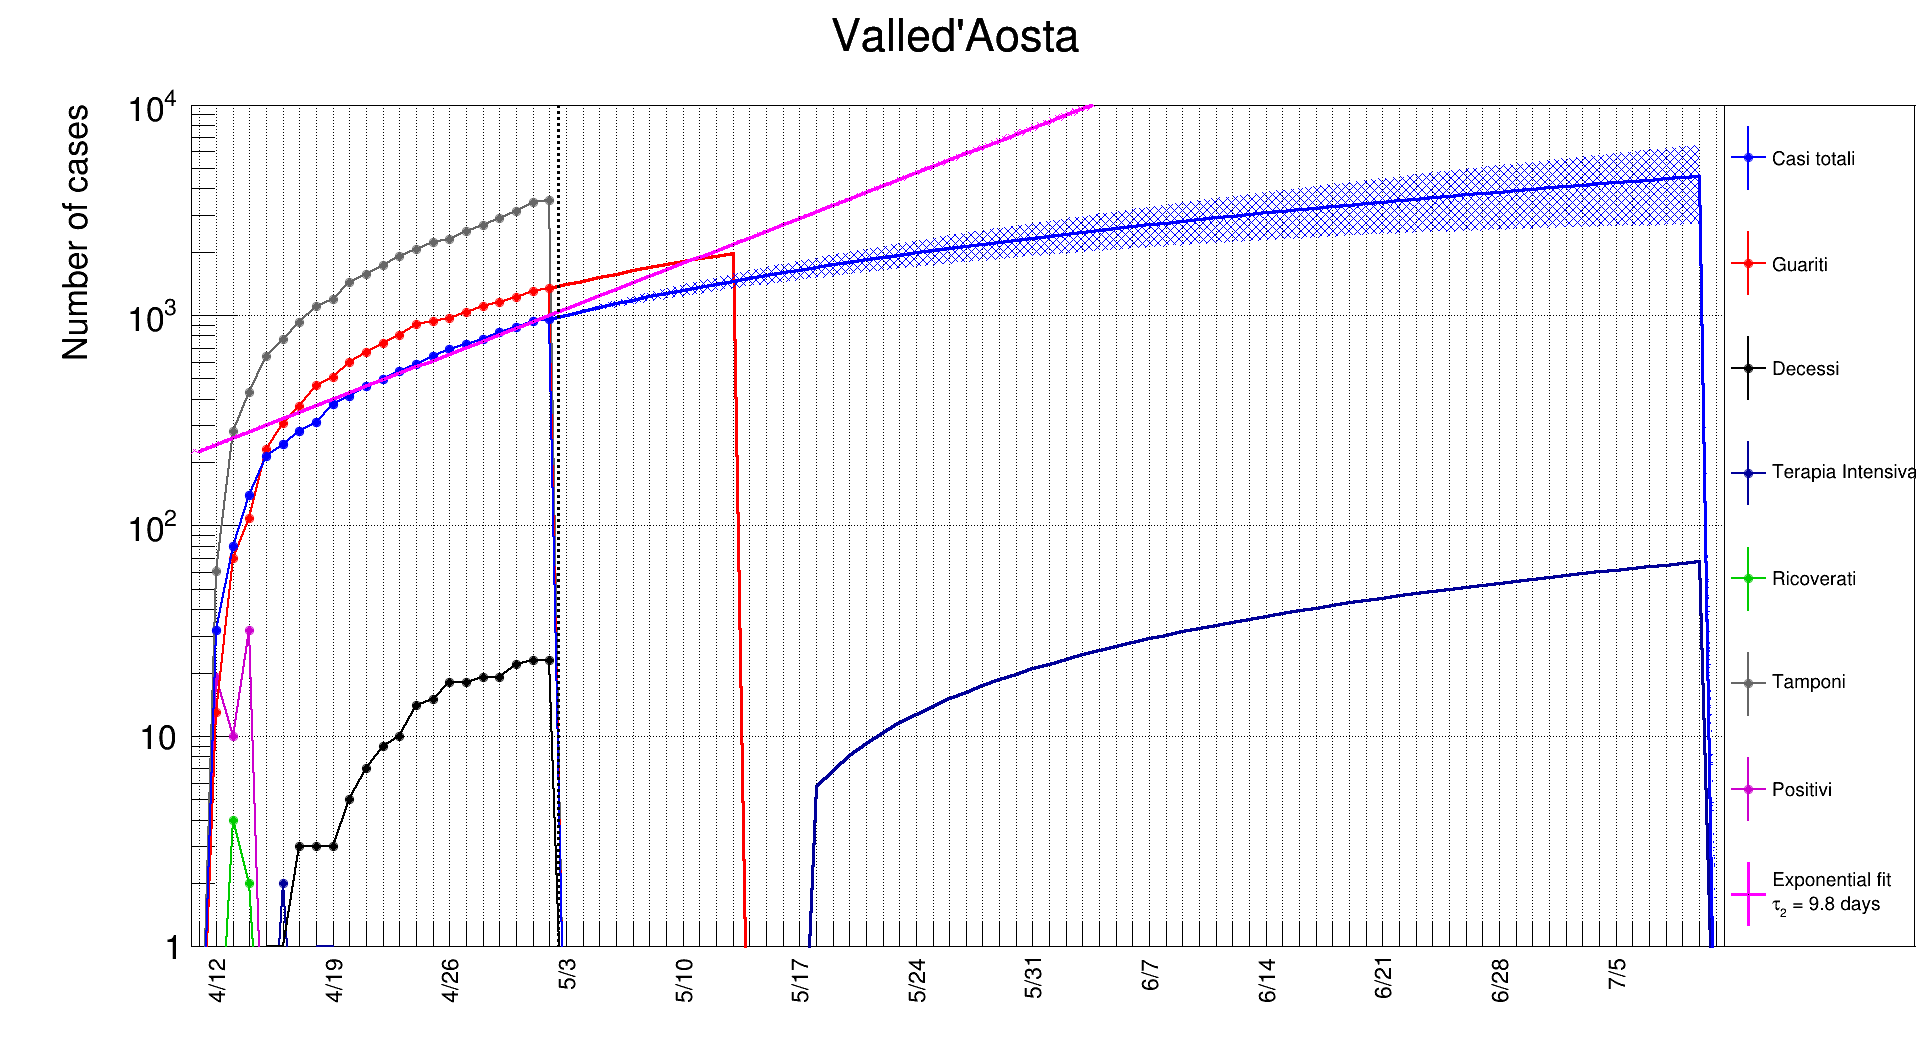 Valled'Aosta
Number of cases
10^4
10^3
10^2
10
1
4/12
4/19
4/26
5/3
5/10
5/17
5/24
5/31
6/7
6/14
6/21
6/28
7/5
Casi totali
Guariti
Decessi
Terapia Intensiva
Ricoverati
Tamponi
Positivi
Exponential fit
τ₂ = 9.8 days